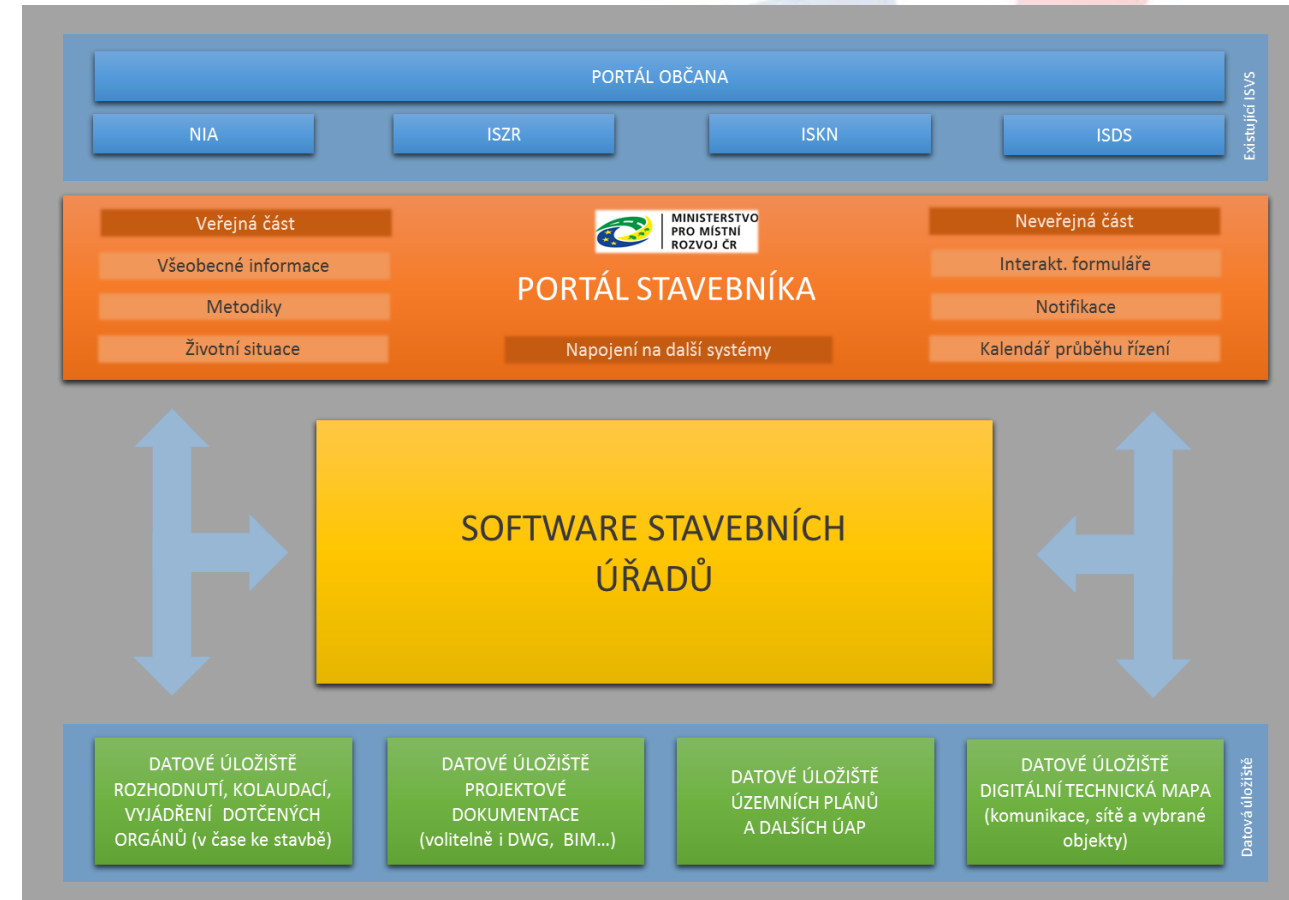 PORTÁL OBČANA
NIA
ISZR
ISKN
ISDS
Existující ISVS
Veřejná část
Všeobecné informace
Metodiky
Životní situace
MINISTERSTVO
PRO MÍSTNÍ
ROZVOJ ČR
PORTÁL STAVEBNÍKA
Napojení na další systémy
Neveřejná část
Interakt. formuláře
Notifikace
Kalendář průběhu řízení
SOFTWARE STAVEBNÍCH
ÚŘADŮ
DATOVÉ ÚLOŽIŠTĚ
ROZHODNUTÍ, KOLAUDACÍ,
VYJÁDŘENÍ DOTČENÝCH
ORGÁNŮ (v čase ke stavbě)
DATOVÉ ÚLOŽIŠTĚ
PROJEKTOVÉ
DOKUMENTACE
(volitelně i DWG, BIM...)
DATOVÉ ÚLOŽIŠTĚ
ÚZEMNÍCH PLÁNŮ
A DALŠÍCH ÚAP
DATOVÉ ÚLOŽIŠTĚ
DIGITÁLNÍ TECHNICKÁ MAPA
(komunikace, sítě a vybrané
objekty)
Datová úložiště